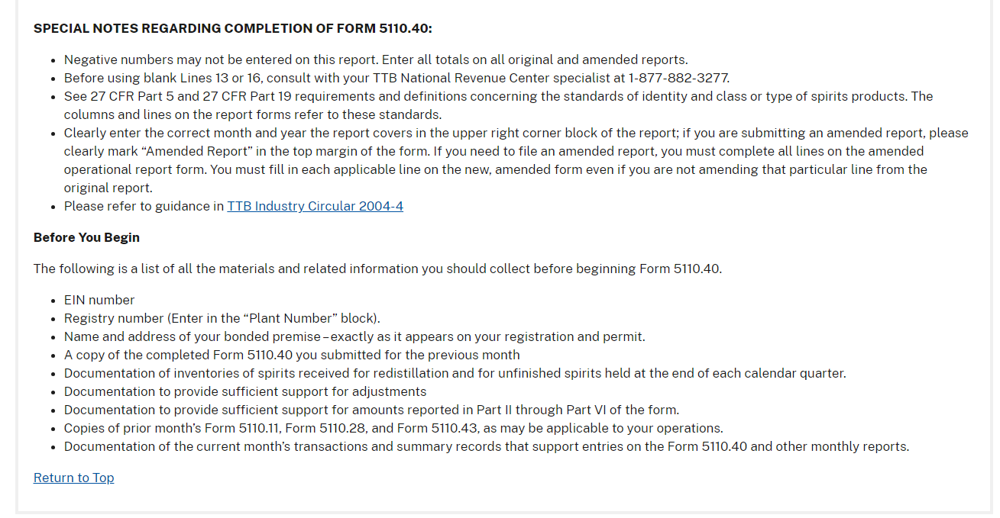 SPECIAL NOTES REGARDING COMPLETION OF FORM 5110.40:
• Negative numbers may not be entered on this report. Enter all totals on all original and amended reports.
• Before using blank Lines 13 or 16, consult with your TTB National Revenue Center specialist at 1-877-882-3277.
• See 27 CFR Part 5 and 27 CFR Part 19 requirements and definitions concerning the standards of identity and class or type of spirits products. The
columns and lines on the report forms refer to these standards.
• Clearly enter the correct month and year the report covers in the upper right corner block of the report; if you are submitting an amended report, please
clearly mark “Amended Report” in the top margin of the form. If you need to file an amended report, you must complete all lines on the amended
operational report form. You must fill in each applicable line on the new, amended form even if you are not amending that particular line from the
original report.
• Please refer to guidance in TTB Industry Circular 2004-4
Before You Begin
The following is a list of all the materials and related information you should collect before beginning Form 5110.40.
• EIN number
• Registry number (Enter in the “Plant Number” block).
• Name and address of your bonded premise – exactly as it appears on your registration and permit.
• A copy of the completed Form 5110.40 you submitted for the previous month
• Documentation of inventories of spirits received for redistillation and for unfinished spirits held at the end of each calendar quarter.
• Documentation to provide sufficient support for adjustments
• Documentation to provide sufficient support for amounts reported in Part II through Part VI of the form.
• Copies of prior month’s Form 5110.11, Form 5110.28, and Form 5110.43, as may be applicable to your operations.
• Documentation of the current month’s transactions and summary records that support entries on the Form 5110.40 and other monthly reports.
Return to Top